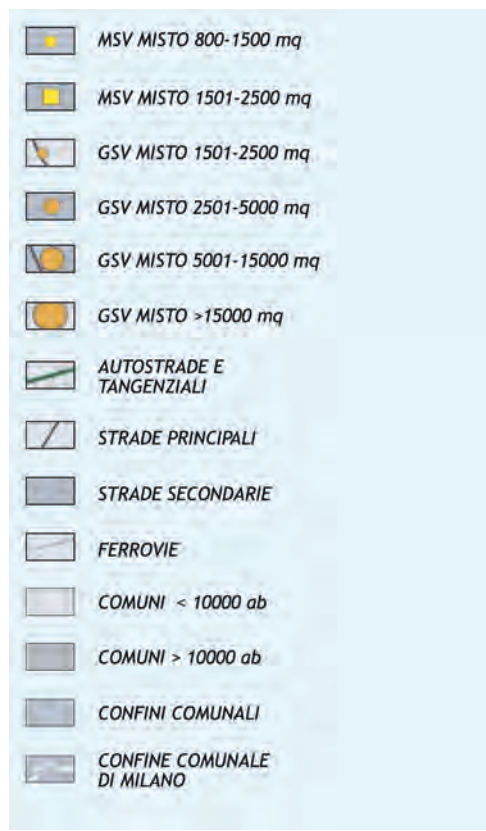 MSV MISTO 800-1500 mq
MSV MISTO 1501-2500 mq
GSV MISTO 1501-2500 mq
GSV MISTO 2501-5000 mq
GSV MISTO 5001-15000 mq
GSV MISTO >15000 mq
AUTOSTRADE E
TANGENZIALI
STRADE PRINCIPALI
STRADE SECONDARIE
FERROVIE
COMUNI < 10000 ab
COMUNI > 10000 ab
CONFINI COMUNALI
CONFINE COMUNALE
DI MILANO